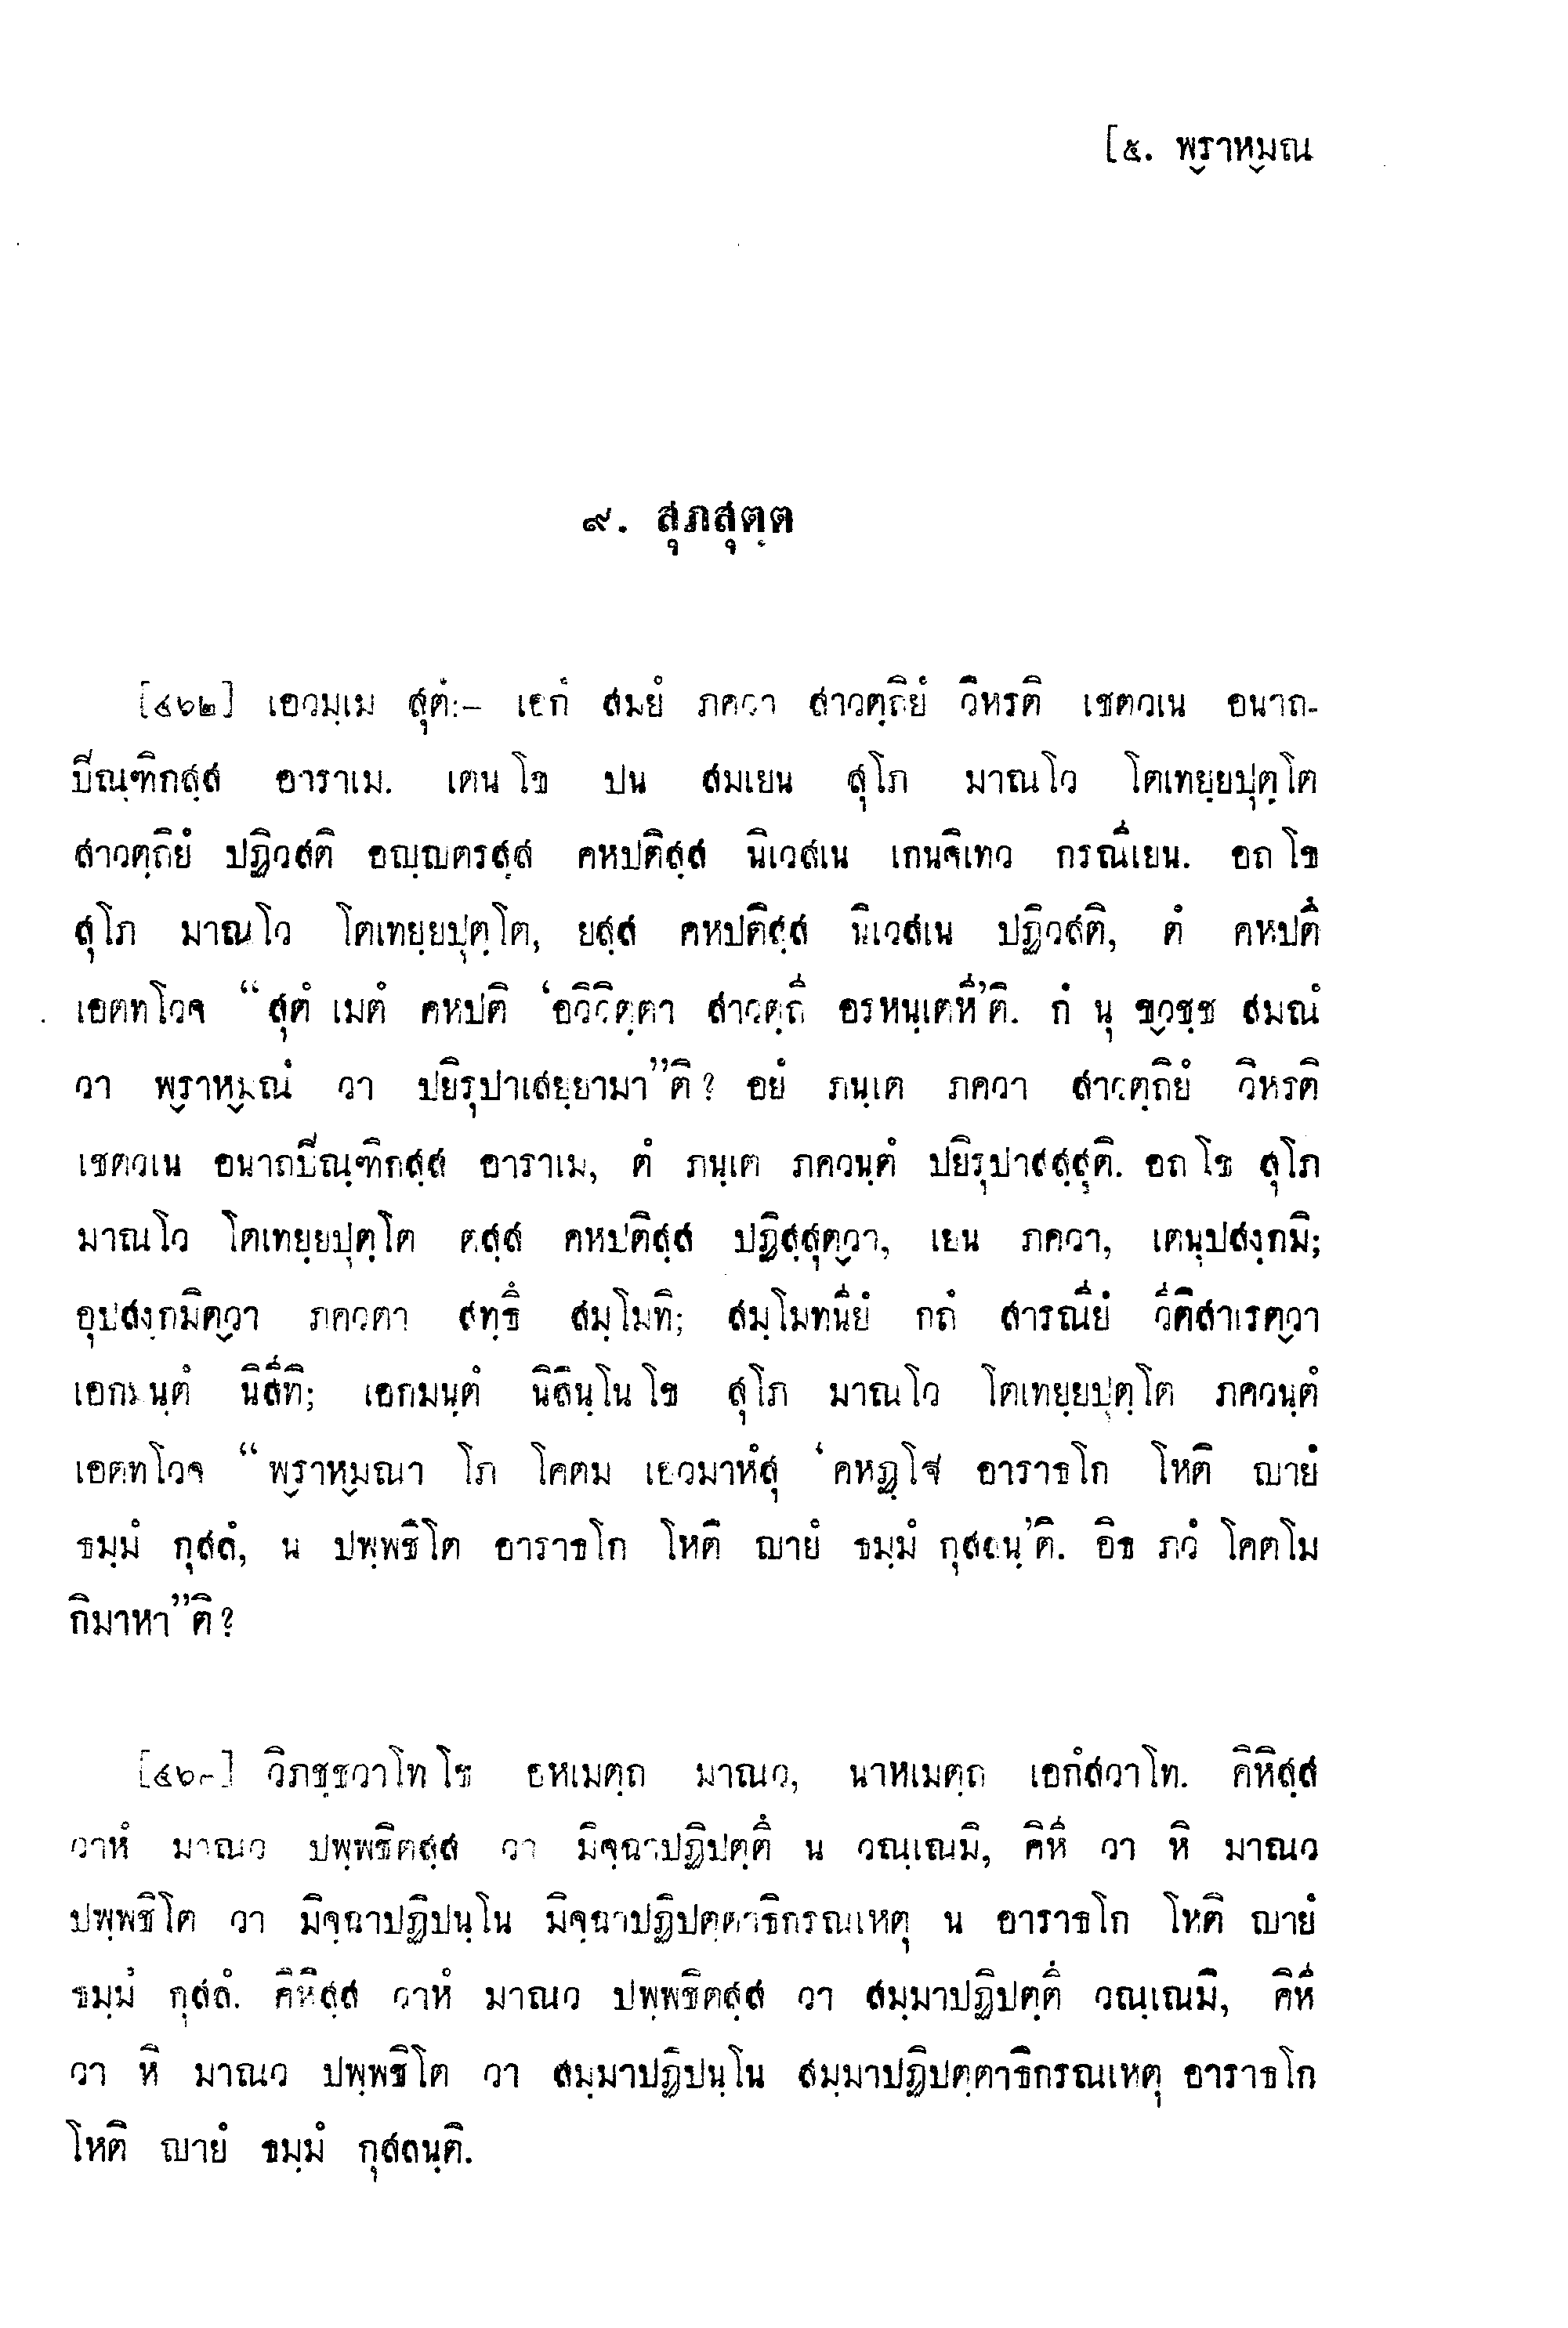 [๕. พฺราหฺมณ
๙. สุภสุตฺต
[๔๖๒] เอวมฺเม สุตํ:– เอกํ สมยํ ภควา สาวตฺถิยํ วิหรติ เชตวเน อนาถ-
ปิณฺฑิกสฺส อาราเม. เตน โข ปน สมเยน สุโภ มาณโว โตเทยฺยปุตฺโต
สาวตฺถิยํ ปฏิวสติ อญฺญตรสฺส คหปติสฺส นิเวสเน เกนจิเทว กรณีเยน. อถ โข
สุโภ มาณโว โตเทยฺยปุตฺโต, ยสฺส คหปติสฺส นิเวสเน ปฏิวสติ, ตํ คหปตึ
เอตทโวจ “สุตํ เมตํ คหปติ ‘อวิวิตฺตา สาวตฺถี อรหนฺเตหี’ติ. กํ นุ ขฺวชฺช สมณํ
วา พฺราหฺมณํ วา ปยิรุปาเสยฺยามา”ติ? อยํ ภนฺเต ภควา สาวตฺถิยํ วิหรติ
เชตวเน อนาถปิณฺฑิกสฺส อาราเม, ตํ ภนฺเต ภควนฺตํ ปยิรุปาสสฺสุติ. อถ โข สุโภ
มาณโว โตเทยฺยปุตฺโต ตสฺส คหปติสฺส ปฏิสฺสุตฺวา, เยน ภควา, เตนุปสงฺกมิ;
อุปสงฺกมิตฺวา ภควตา สทฺธึ สมฺโมทิ; สมฺโมทนียํ กถํ สารณียํ วีติสาเรตฺวา
เอกมนฺตํ นิสีทิ; เอกมนฺตํ นิสินฺโน โข สุโภ มาณโว โตเทยฺยปุตฺโต ภควนฺตํ
เอตทโวจ “พฺราหฺมณา โภ โคตม เอวมาหํสุ ‘คหฏฺโฐ อาราธโก โหติ ญายํ
ธมฺมํ กุสลํ, น ปพฺพชิโต อาราธโก โหติ ญายํ ธมฺมํ กุสลนฺ’ติ. อิธ ภวํ โคตโม
กิมาหา”ติ?
[๔๖๓] วิภชฺชวาโท โข อหเมตฺถ มาณว, นาหเมตฺถ เอกํสวาโท. คิหิสฺส
วาหํ มาณว ปพฺพชิตสฺส วา มิจฺฉาปฏิปตฺตึ น วณฺเณมิ, คิหี วา หิ มาณว
ปพฺพชิโต วา มิจฺฉาปฏิปนฺโน มิจฺฉาปฏิปตฺตาธิกรณเหตุ น อาราธโก โหติ ญายํ
ธมฺมํ กุสลํ. คิหิสฺส วาหํ มาณว ปพฺพชิตสฺส วา สมฺมาปฏิปตฺตึ วณฺเณมิ, คิหี
วา หิ มาณว ปพฺพชิโต วา สมฺมาปฏิปนฺโน สมฺมาปฏิปตฺตาธิกรณเหตุ อาราธโก
โหติ ญายํ ธมฺมํ กุสลนฺติ.